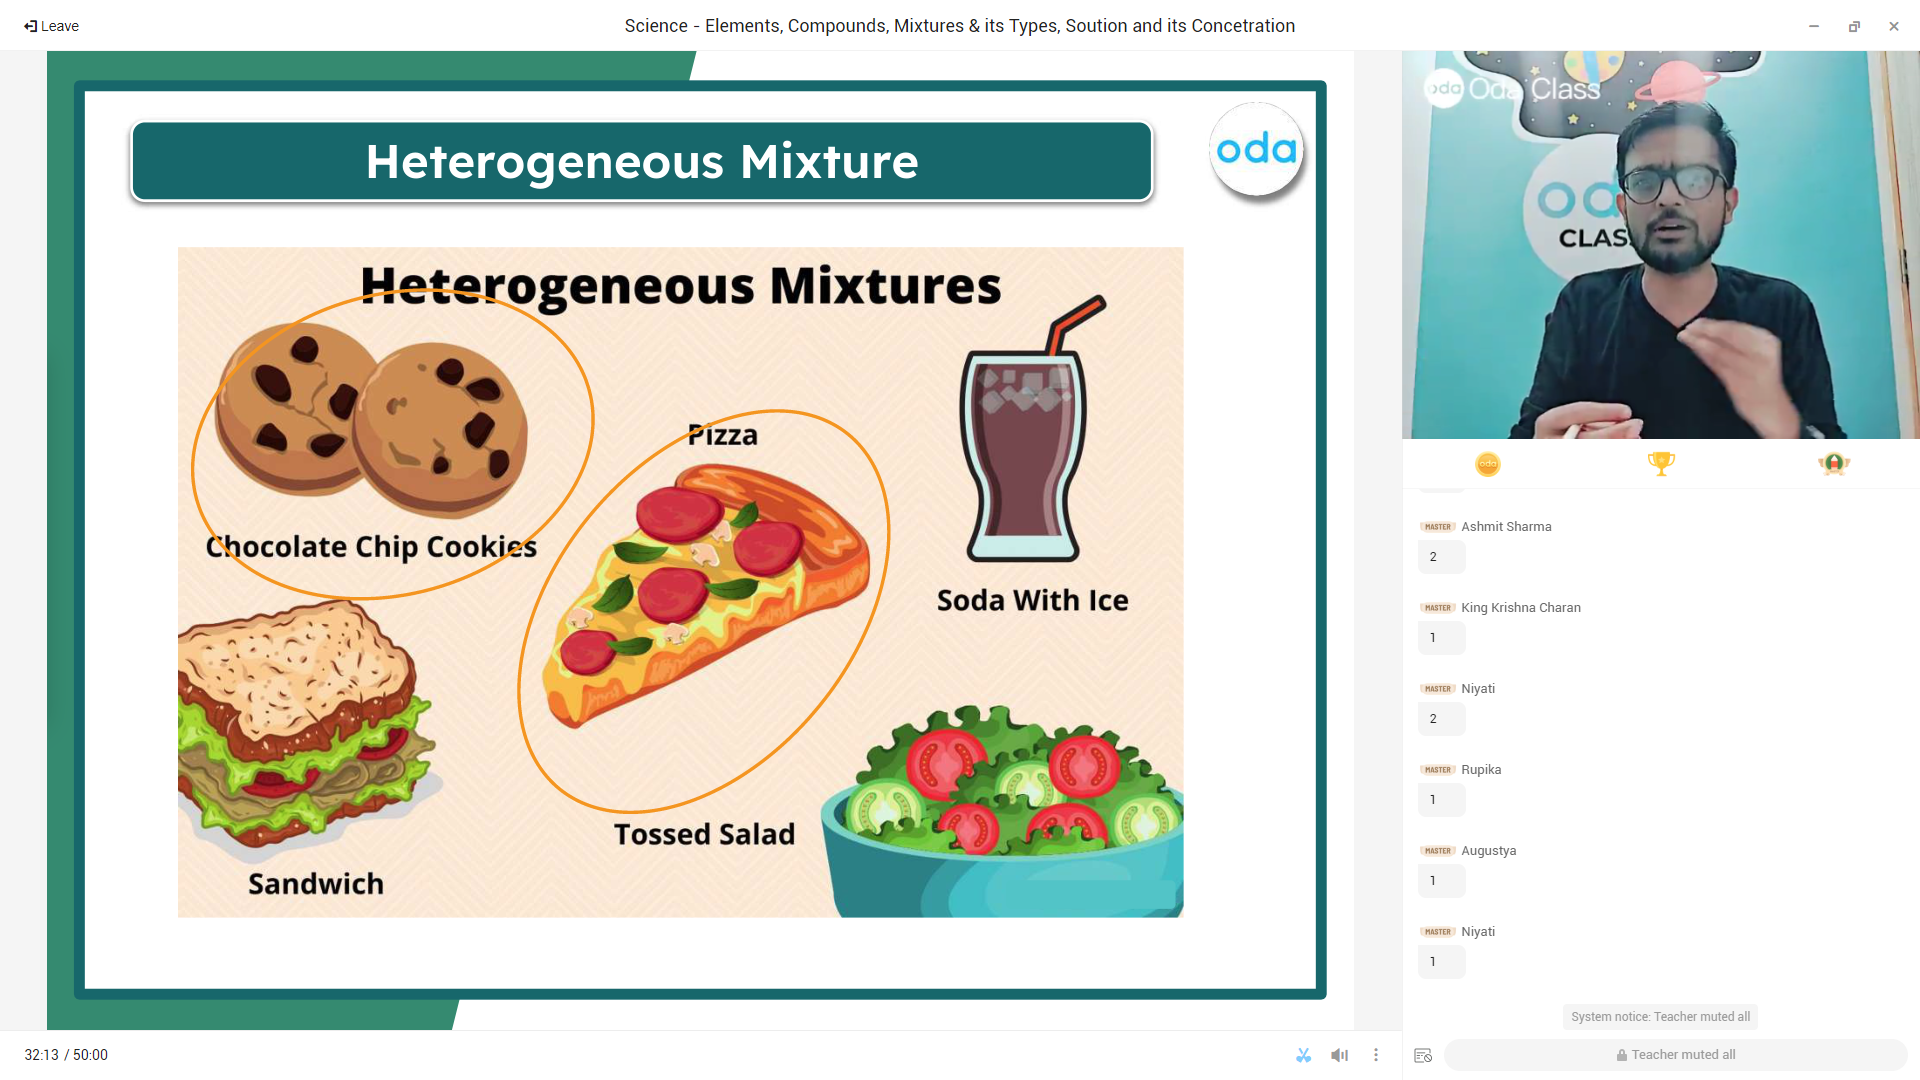 Leave
Science - Elements, Compounds, Mixtures & its Types, Soution and its Concetration
Heterogeneous Mixture
oda
Heterogeneous Mixtures
Chocolate Chip Cookies
Pizza
Soda With Ice
Tossed Salad
Sandwich
32:13 / 50:00
oda Oda Class
oda
CLASS
oda
MASTER Ashmit Sharma
2
MASTER King Krishna Charan
1
MASTER Niyati
2
MASTER Rupika
1
MASTER Augustya
1
MASTER Niyati
1
System notice: Teacher muted all
Teacher muted all